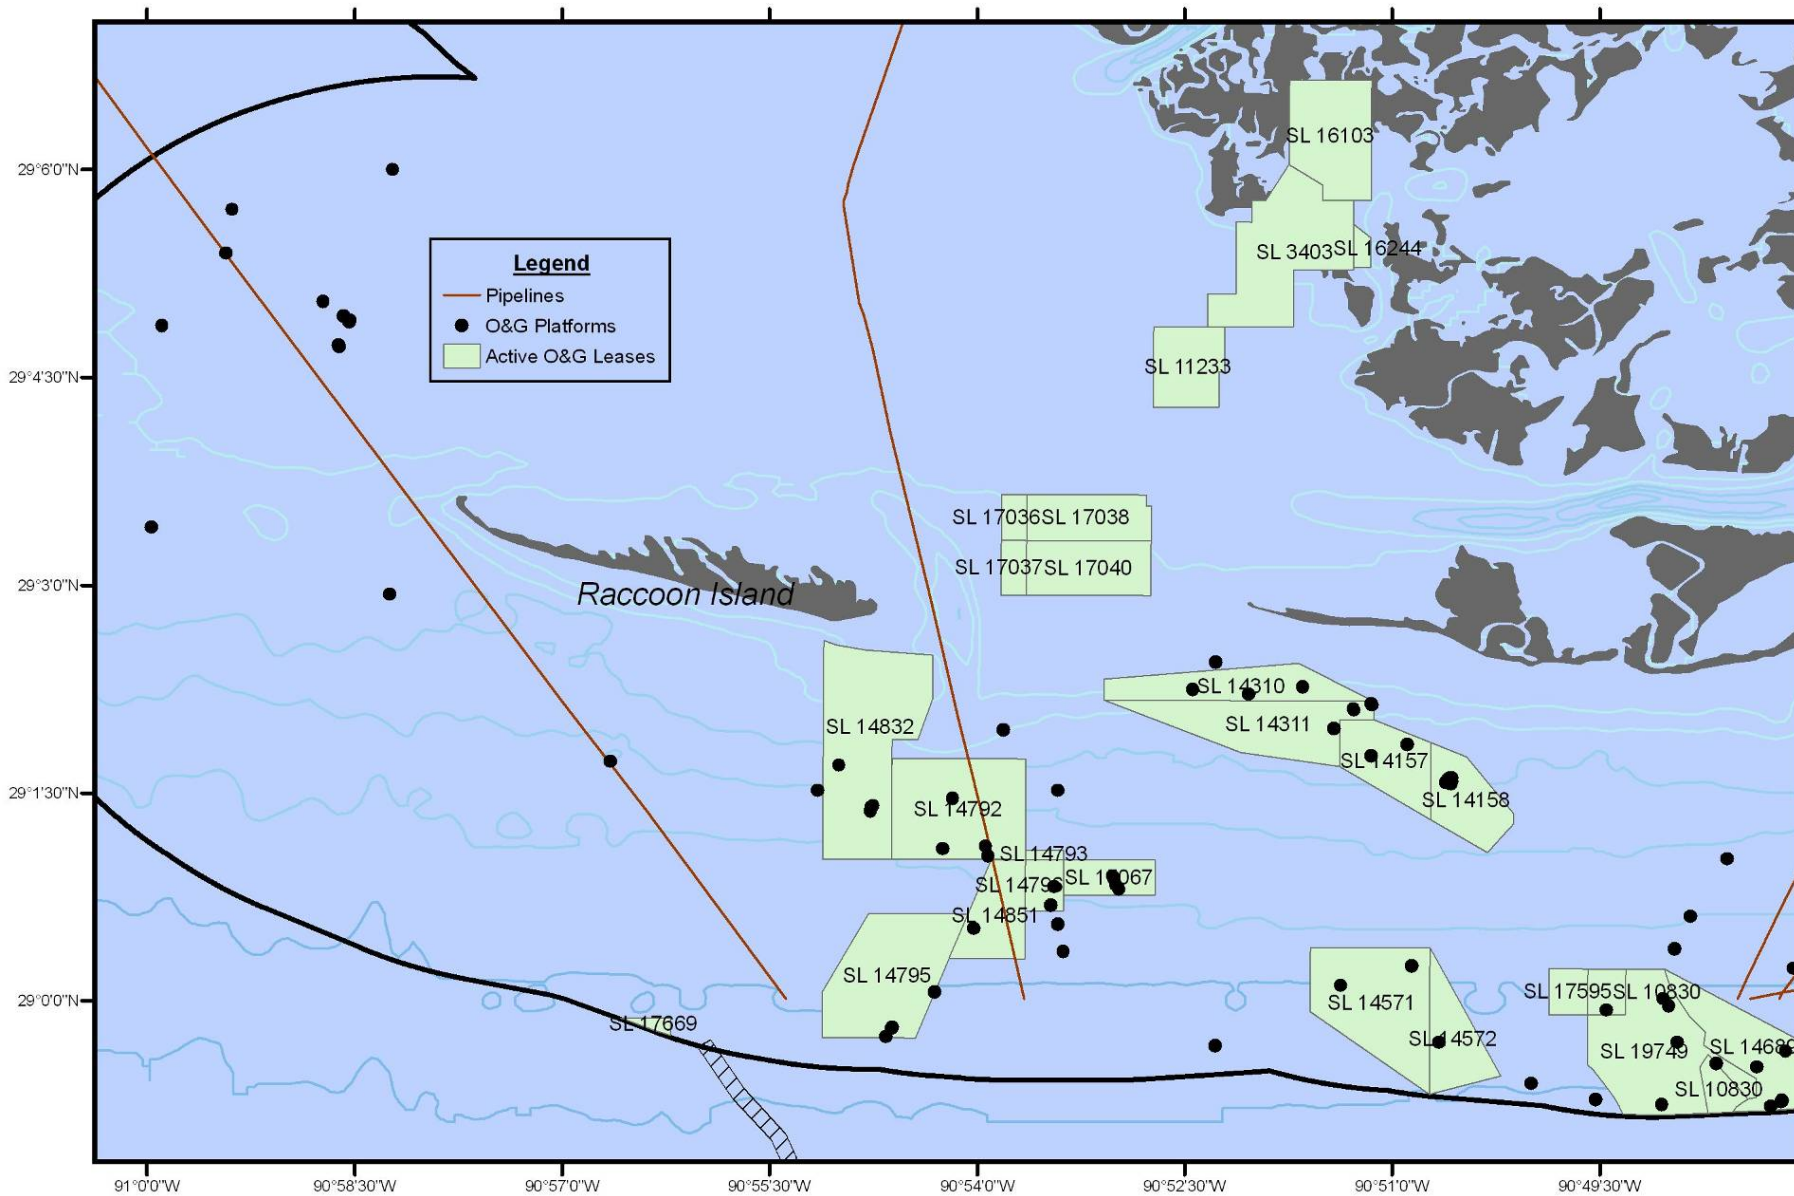 SL 16103
29°6'0"N
SL 3403
SL 16244
Legend
Pipelines
O&G Platforms
Active O&G Leases
SL 11233
29°4'30"N
SL 17036
SL 17038
SL 17037
SL 17040
29°3'0"N
Raccoon Island
SL 14310
SL 14311
SL 14832
SL 14157
29°1'30"N
SL 14158
SL 14792
SL 14793
SL 14851
SL 14795
29°0'0"N
SL 14571
SL 17595
SL 10830
SL 17669
SL 14572
SL 19749
SL 14689
SL 10830
91°0'0"W
90°58'30"W
90°57'0"W
90°55'30"W
90°54'0"W
90°52'30"W
90°51'0"W
90°49'30"W